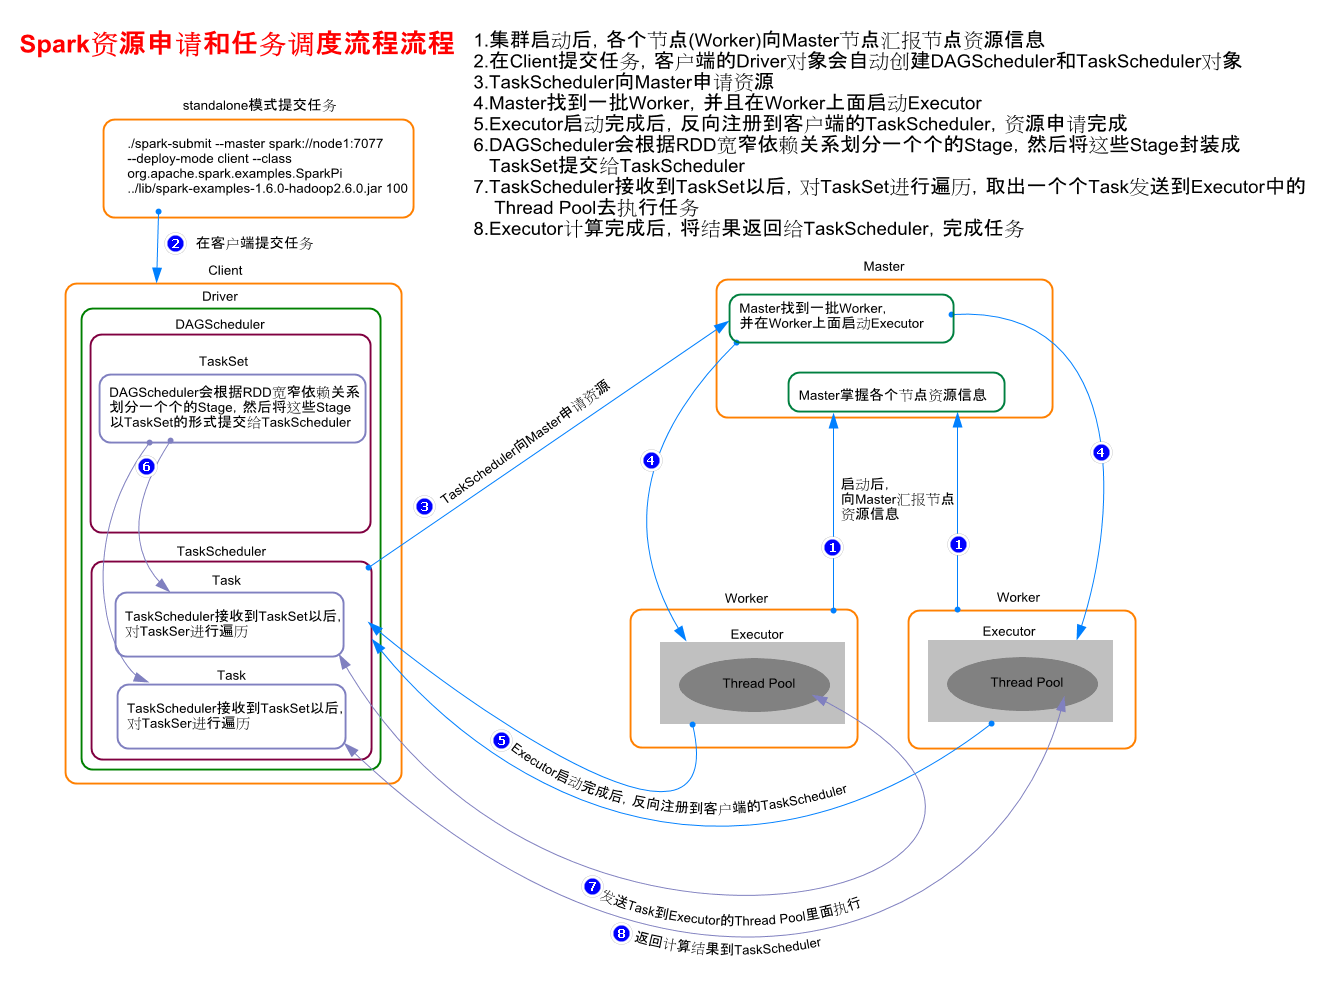 Spark资源申请和任务调度流程流程
1.集群启动后, 各个节点(Worker)向Master节点汇报节点资源信息
2.在Client提交任务, 客户端的Driver对象会自动创建DAGScheduler和TaskScheduler对象
3.TaskScheduler向Master申请资源
4.Master找到一批Worker, 并且在Worker上面启动Executor
5.Executor启动完成后, 反向注册到客户端的TaskScheduler, 资源申请完成
6.DAGScheduler会根据RDD宽窄依赖关系划分一个个的Stage, 然后将这些Stage封装成
TaskSet提交给TaskScheduler
7.TaskScheduler接收到TaskSet以后, 对TaskSet进行遍历, 取出一个个Task发送到Executor中的
Thread Pool去执行任务
8.Executor计算完成后, 将结果返回给TaskScheduler, 完成任务
standalone模式提交任务
./spark-submit --master spark://node1:7077
--deploy-mode client --class
org.apache.spark.examples.SparkPi
../lib/spark-examples-1.6.0-hadoop2.6.0.jar 100
2 在客户端提交任务
Client
Driver
DAGScheduler
TaskSet
DAGScheduler会根据RDD宽窄依赖关系
划分一个个的Stage, 然后将这些Stage
以TaskSet的形式提交给TaskScheduler
6
TaskScheduler
Task
TaskScheduler接收到TaskSet以后,
对TaskSer进行遍历
Task
TaskScheduler接收到TaskSet以后,
对TaskSer进行遍历
3 TaskScheduler向Master申请资源
Master
Master找到一批Worker,
并在Worker上面启动Executor
Master掌握各个节点资源信息
4
4
启动后,
向Master汇报节点
资源信息
1
1
Worker
Executor
Thread Pool
Worker
Executor
Thread Pool
5 Executor启动完成后, 反向注册到客户端的TaskScheduler
7 发送Task到Executor的Thread Pool里面执行
8 返回计算结果到TaskScheduler